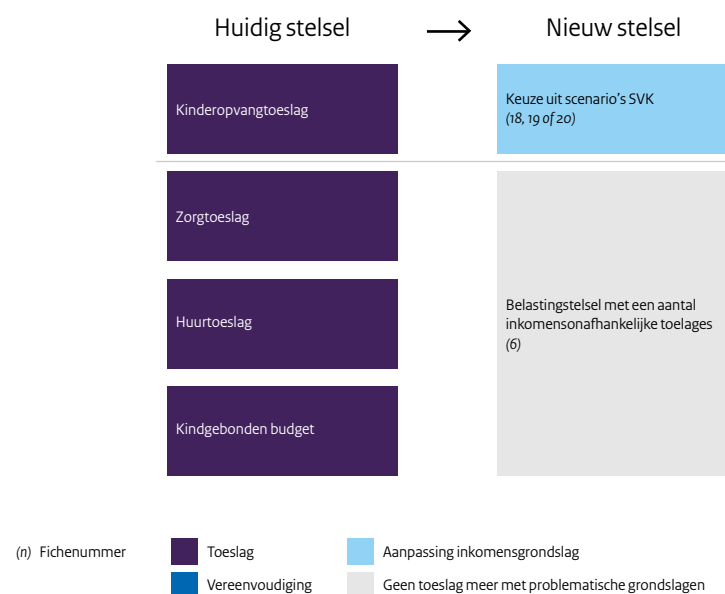 Huidig stelsel → Nieuw stelsel
Kinderopvangtoeslag
Keuze uit scenario's SVK
(18, 19 of 20)
Zorgtoeslag
Huurtoeslag
Kindgebonden budget
Belastingstelsel met een aantal
inkomensonafhankelijke toelages
(6)
(n) Fichenummer
Toeslag
Aanpassing inkomensgrondslag
Vereenvoudiging
Geen toeslag meer met problematische grondslagen